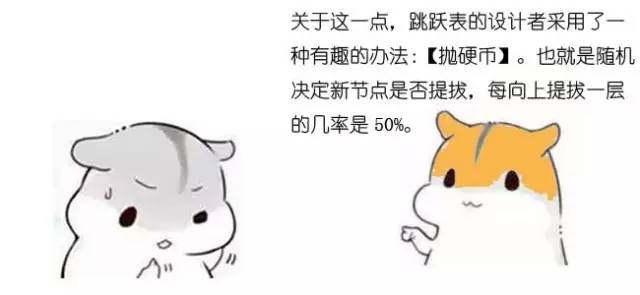 关于这一点，跳跃表的设计者采用了一
种有趣的办法：【抛硬币】。也就是随机
决定新节点是否提拔，每向上提拔一层
的几率是 50%。